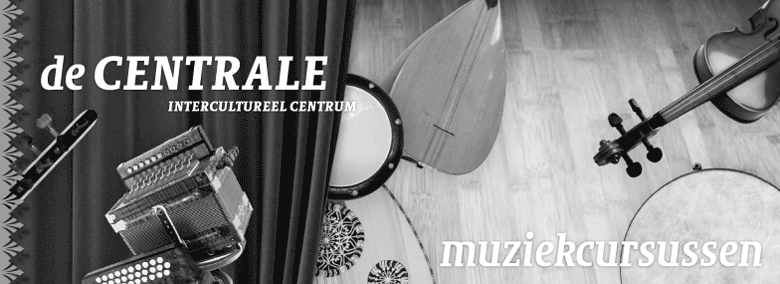 de CENTRALE
INTERCULTUREEL CENTRUM
muziekcursussen